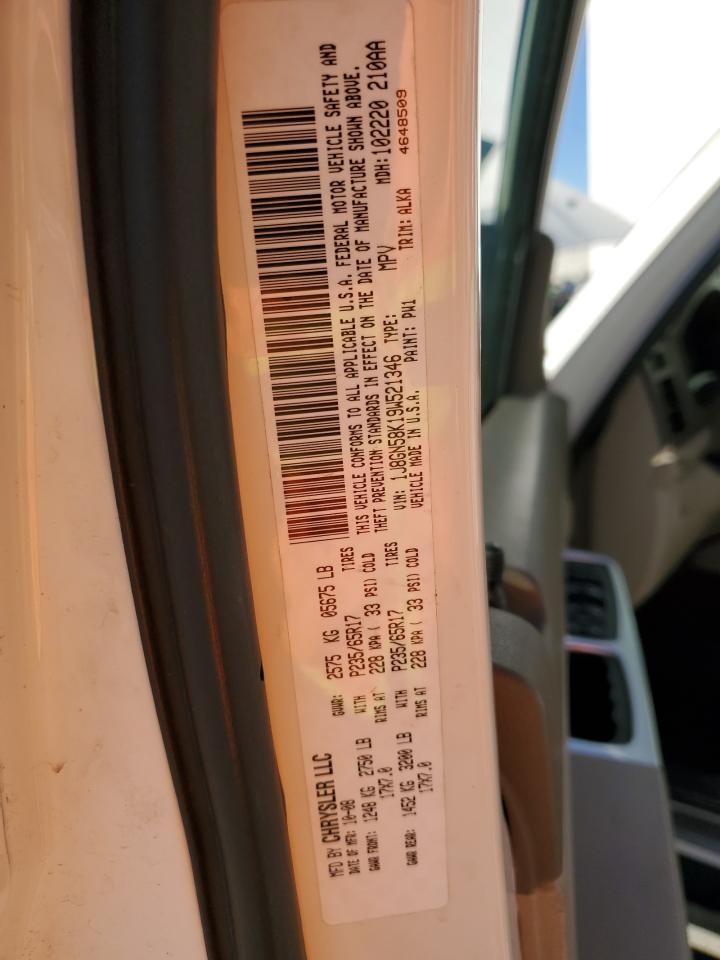 MFD BY CHRYSLER LLC
DATE OF MFR: 10-08
GVWR: 2575 KG 05675 LB
GAWR FRONT: 1248 KG 2750 LB
WITH P235/65R17 TIRES
17X7.0 RIMS AT 228 KPA ( 33 PSI) COLD
GAWR REAR: 1452 KG 3200 LB
WITH P235/65R17 TIRES
17X7.0 RIMS AT 228 KPA ( 33 PSI) COLD
THIS VEHICLE CONFORMS TO ALL APPLICABLE U.S.A. FEDERAL MOTOR VEHICLE SAFETY AND
THEFT PREVENTION STANDARDS IN EFFECT ON THE DATE OF MANUFACTURE SHOWN ABOVE.
VIN: 1J8GN58K19W521346 TYPE: MPV MDH: 102220 210AA
VEHICLE MADE IN U.S.A. PAINT: PW1 TRIM: ALKA 4648509